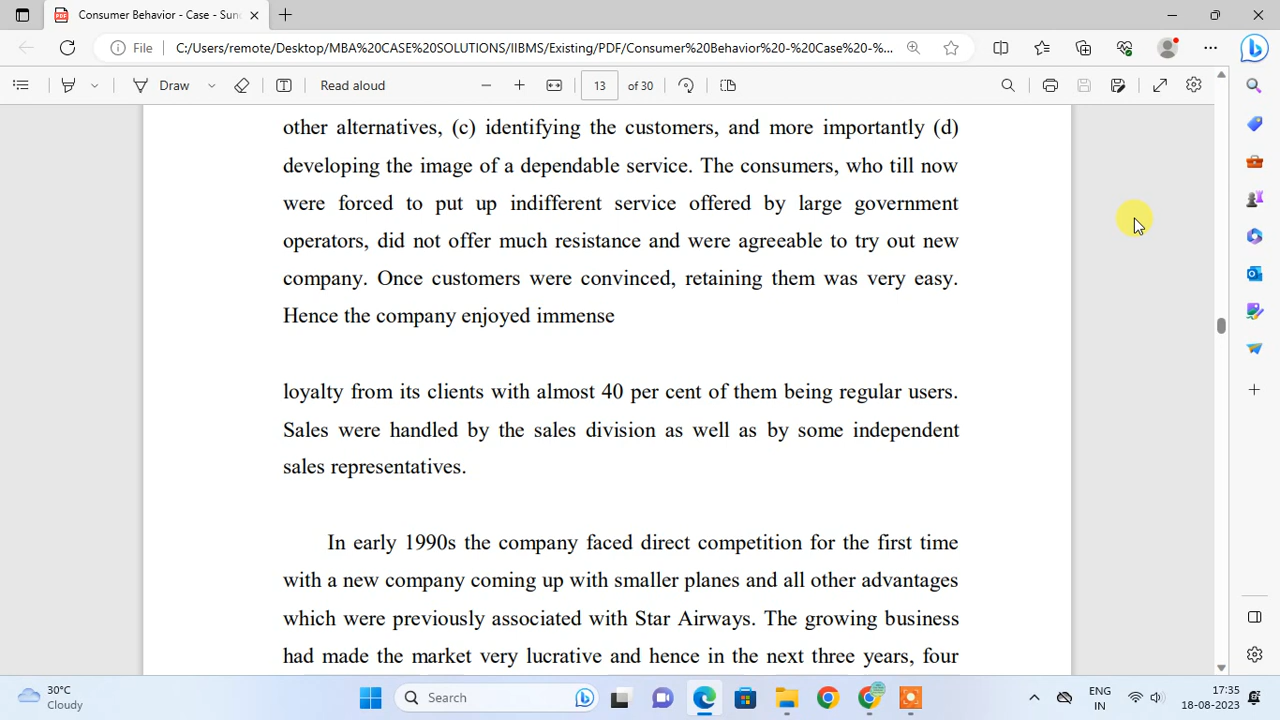 Consumer Behavior - Case - Sun
File C:/Users/remote/Desktop/MBA%20CASE%20SOLUTIONS/IIBMS/Existing/PDF/Consumer%20Behavior%20-%20Case%20-%...
Draw Read aloud 13 of 30
other alternatives, (c) identifying the customers, and more importantly (d)
developing the image of a dependable service. The consumers, who till now
were forced to put up indifferent service offered by large government
operators, did not offer much resistance and were agreeable to try out new
company. Once customers were convinced, retaining them was very easy.
Hence the company enjoyed immense
loyalty from its clients with almost 40 per cent of them being regular users.
Sales were handled by the sales division as well as by some independent
sales representatives.
In early 1990s the company faced direct competition for the first time
with a new company coming up with smaller planes and all other advantages
which were previously associated with Star Airways. The growing business
had made the market very lucrative and hence in the next three years, four
30°C
Cloudy
Search
ENG
IN
17:35
18-08-2023